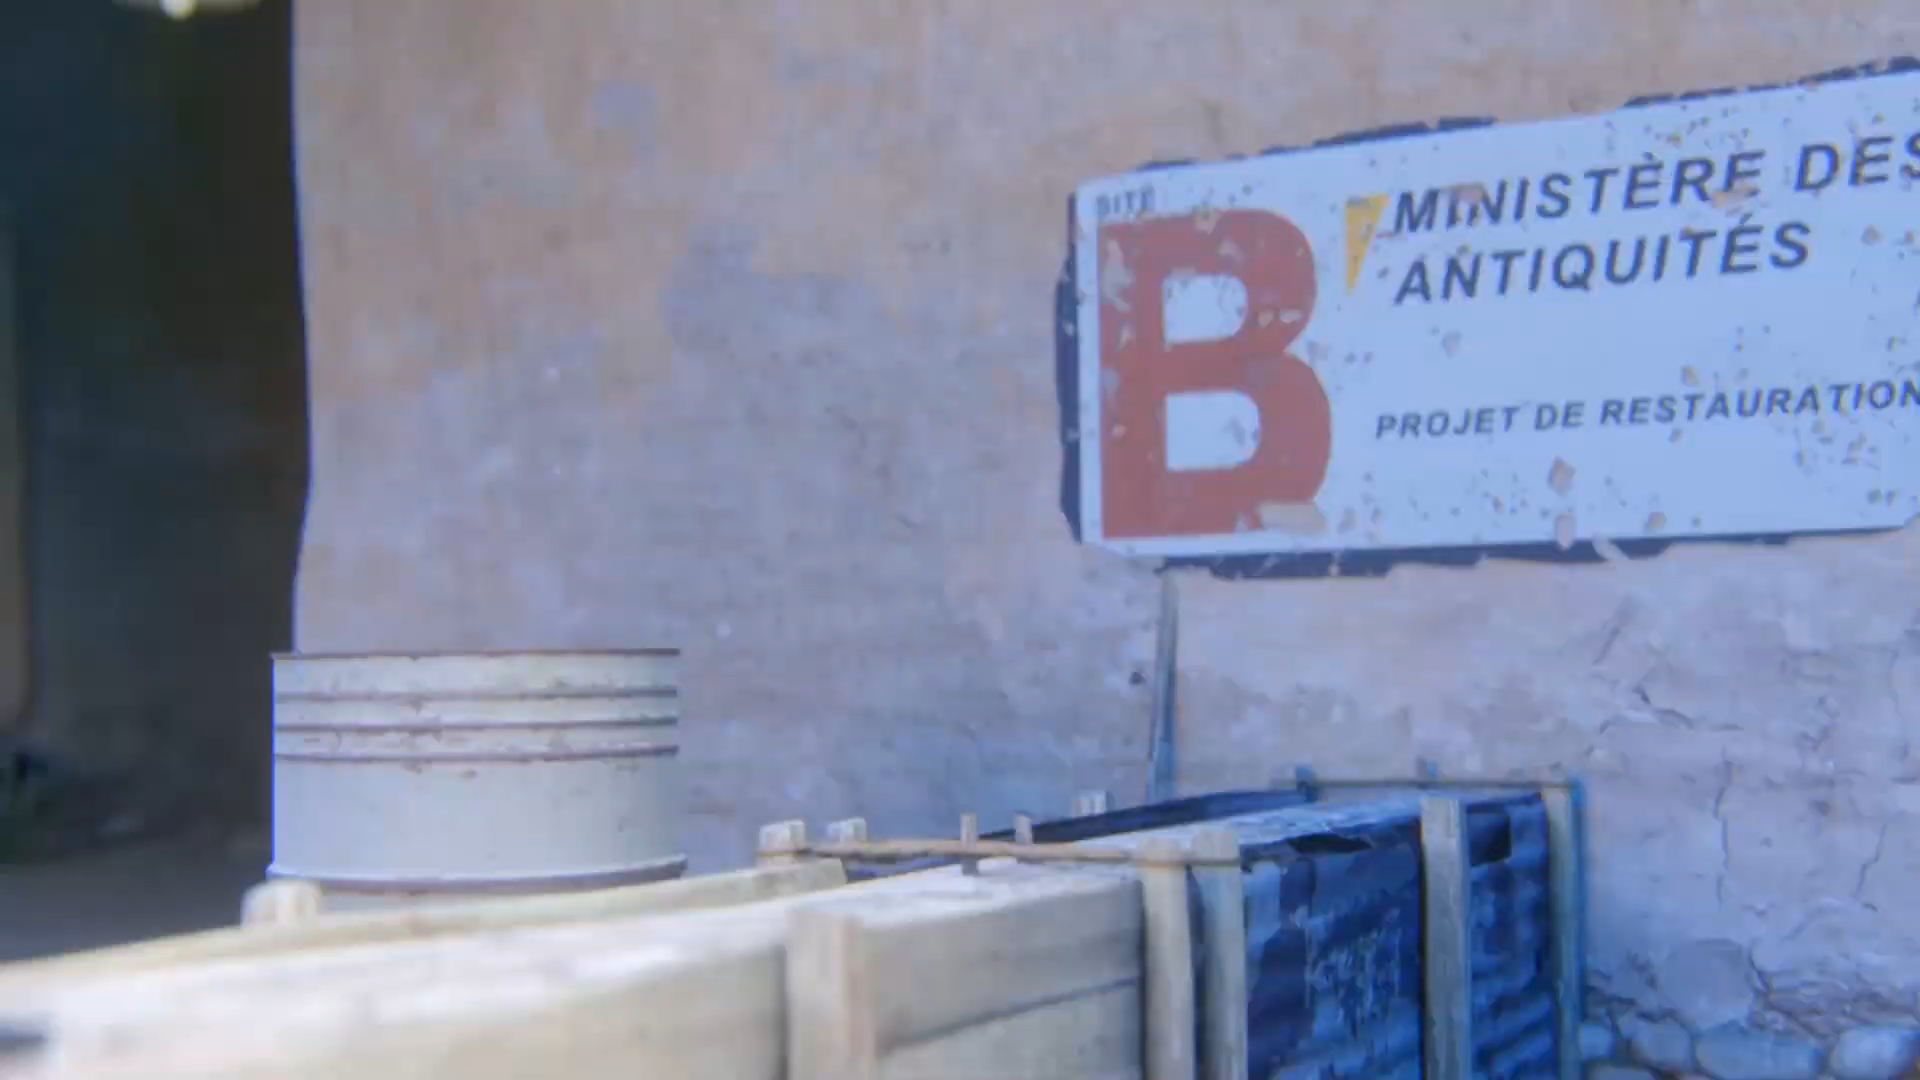 SITE
B
MINISTÈRE DES
ANTIQUITÉS
PROJET DE RESTAURATION